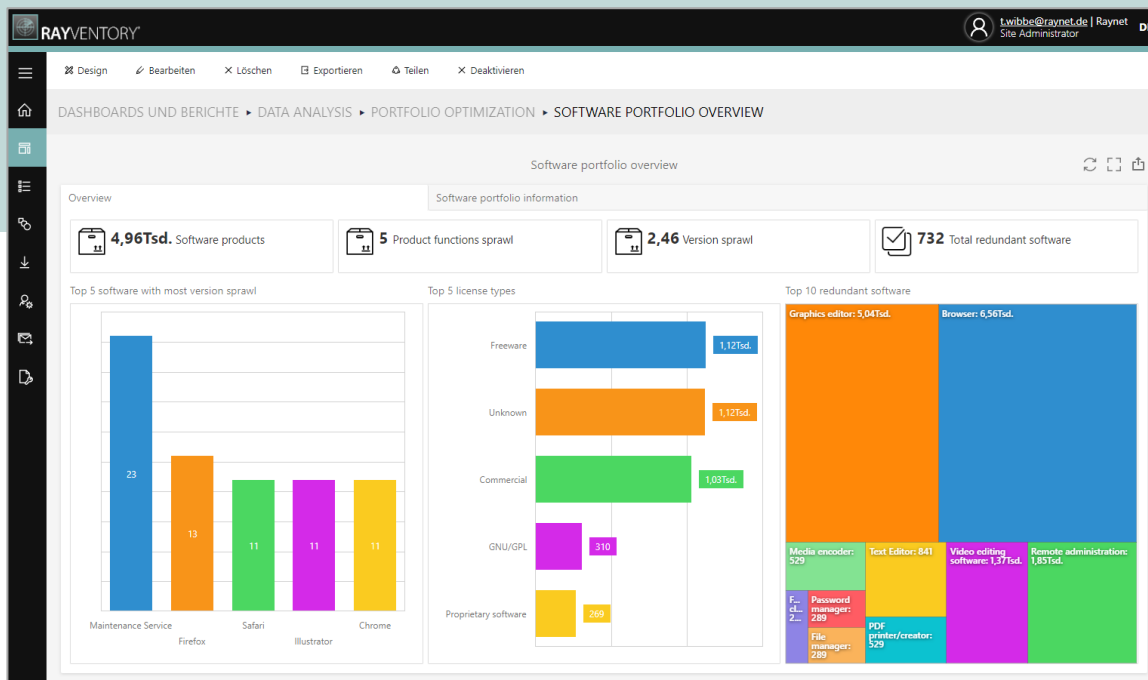 RAYVENTORY
t.wibbe@raynet.de | Raynet
Site Administrator
Design
Bearbeiten
Löschen
Exportieren
Teilen
Deaktivieren
DASHBOARDS UND BERICHTE ▸ DATA ANALYSIS ▸ PORTFOLIO OPTIMIZATION ▸ SOFTWARE PORTFOLIO OVERVIEW
Software portfolio overview
Overview
Software portfolio information
4,96Tsd. Software products
5 Product functions sprawl
2,46 Version sprawl
732 Total redundant software
Top 5 software with most version sprawl
23
13
11
11
11
Maintenance Service
Firefox
Safari
Illustrator
Chrome
Top 5 license types
Freeware
1,12Tsd.
Unknown
1,12Tsd.
Commercial
1,03Tsd.
GNU/GPL
310
Proprietary software
269
Top 10 redundant software
Graphics editor: 5,04Tsd.
Browser: 6,56Tsd.
Media encoder:
529
Text Editor: 841
Video editing
software: 1,37Tsd.
Remote administration:
1,85Tsd.
F...
cl...
2...
Password
manager:
289
File
manager:
289
PDF
printer/creator:
529